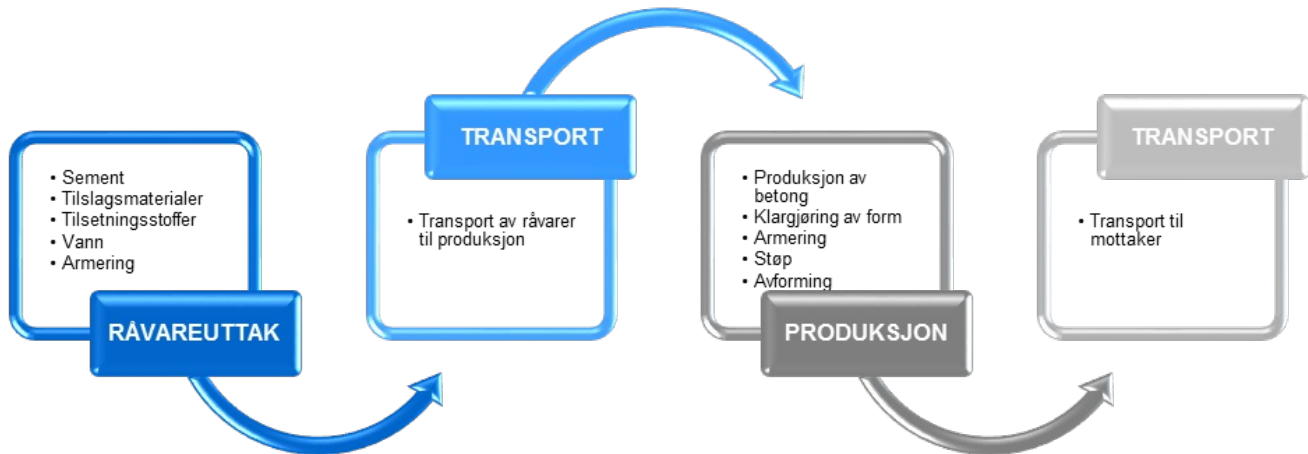 • Sement
• Tilslagsmaterialer
• Tilsetningsstoffer
• Vann
• Armering
RÅVAREUTTAK
TRANSPORT
• Transport av råvarer
til produksjon
• Produksjon av
betong
• Klargjøring av form
• Armering
• Støp
• Avforming
PRODUKSJON
TRANSPORT
• Transport til
mottaker